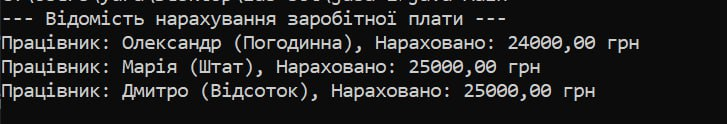 --- Відомість нарахування заробітної плати ---
Працівник: Олександр (Погодинна), Нараховано: 24000,00 грн
Працівник: Марія (Штат), Нараховано: 25000,00 грн
Працівник: Дмитро (Відсоток), Нараховано: 25000,00 грн